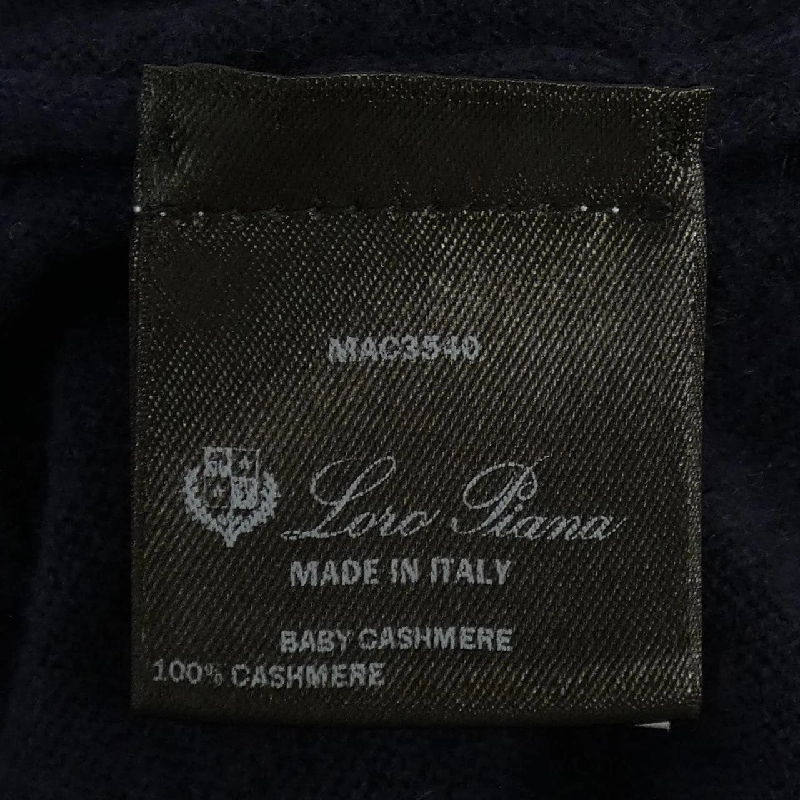 MAC3540
Loro Piana
MADE IN ITALY
BABY CASHMERE
100% CASHMERE